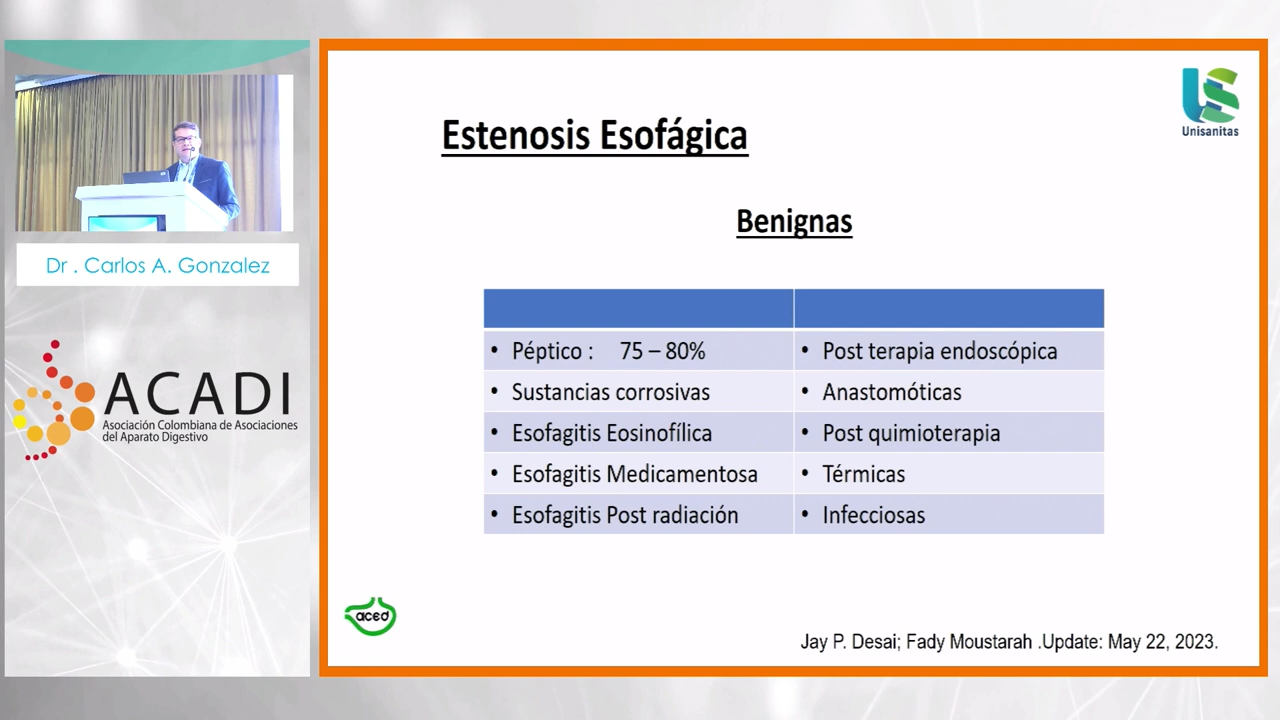 Dr . Carlos A. Gonzalez
ACADI
Asociación Colombiana de Asociaciones
del Aparato Digestivo
Unisanitas
Estenosis Esofágica
Benignas
• Péptico : 75 – 80%
• Post terapia endoscópica
• Sustancias corrosivas
• Anastomóticas
• Esofagitis Eosinofílica
• Post quimioterapia
• Esofagitis Medicamentosa
• Térmicas
• Esofagitis Post radiación
• Infecciosas
aced
Jay P. Desai; Fady Moustarah .Update: May 22, 2023.